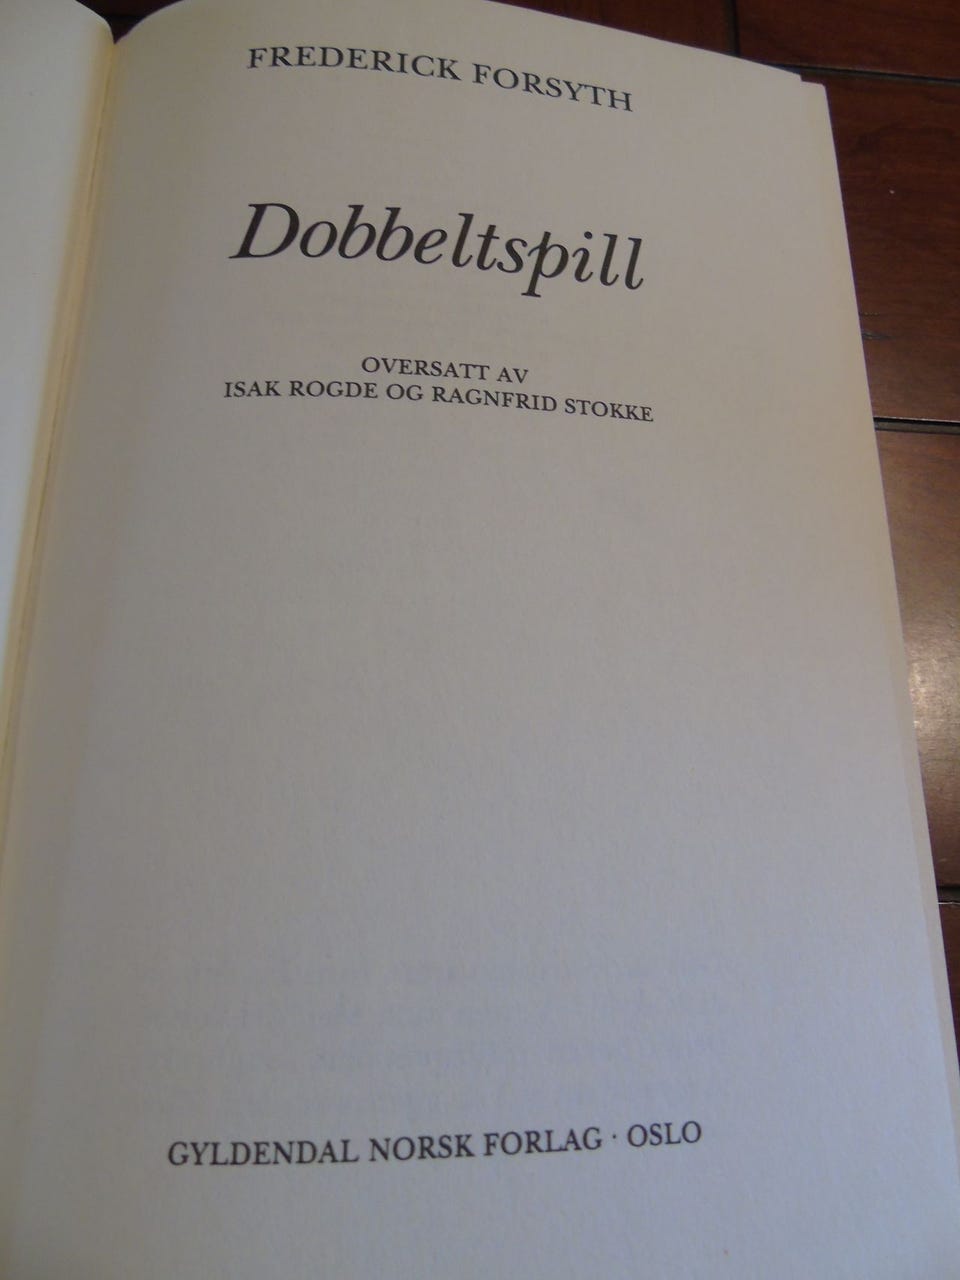 FREDERICK FORSYTH
Dobbeltspill
OVERSATT AV
ISAK ROGDE OG RAGNFRID STOKKE
GYLDENDAL NORSK FORLAG · OSLO